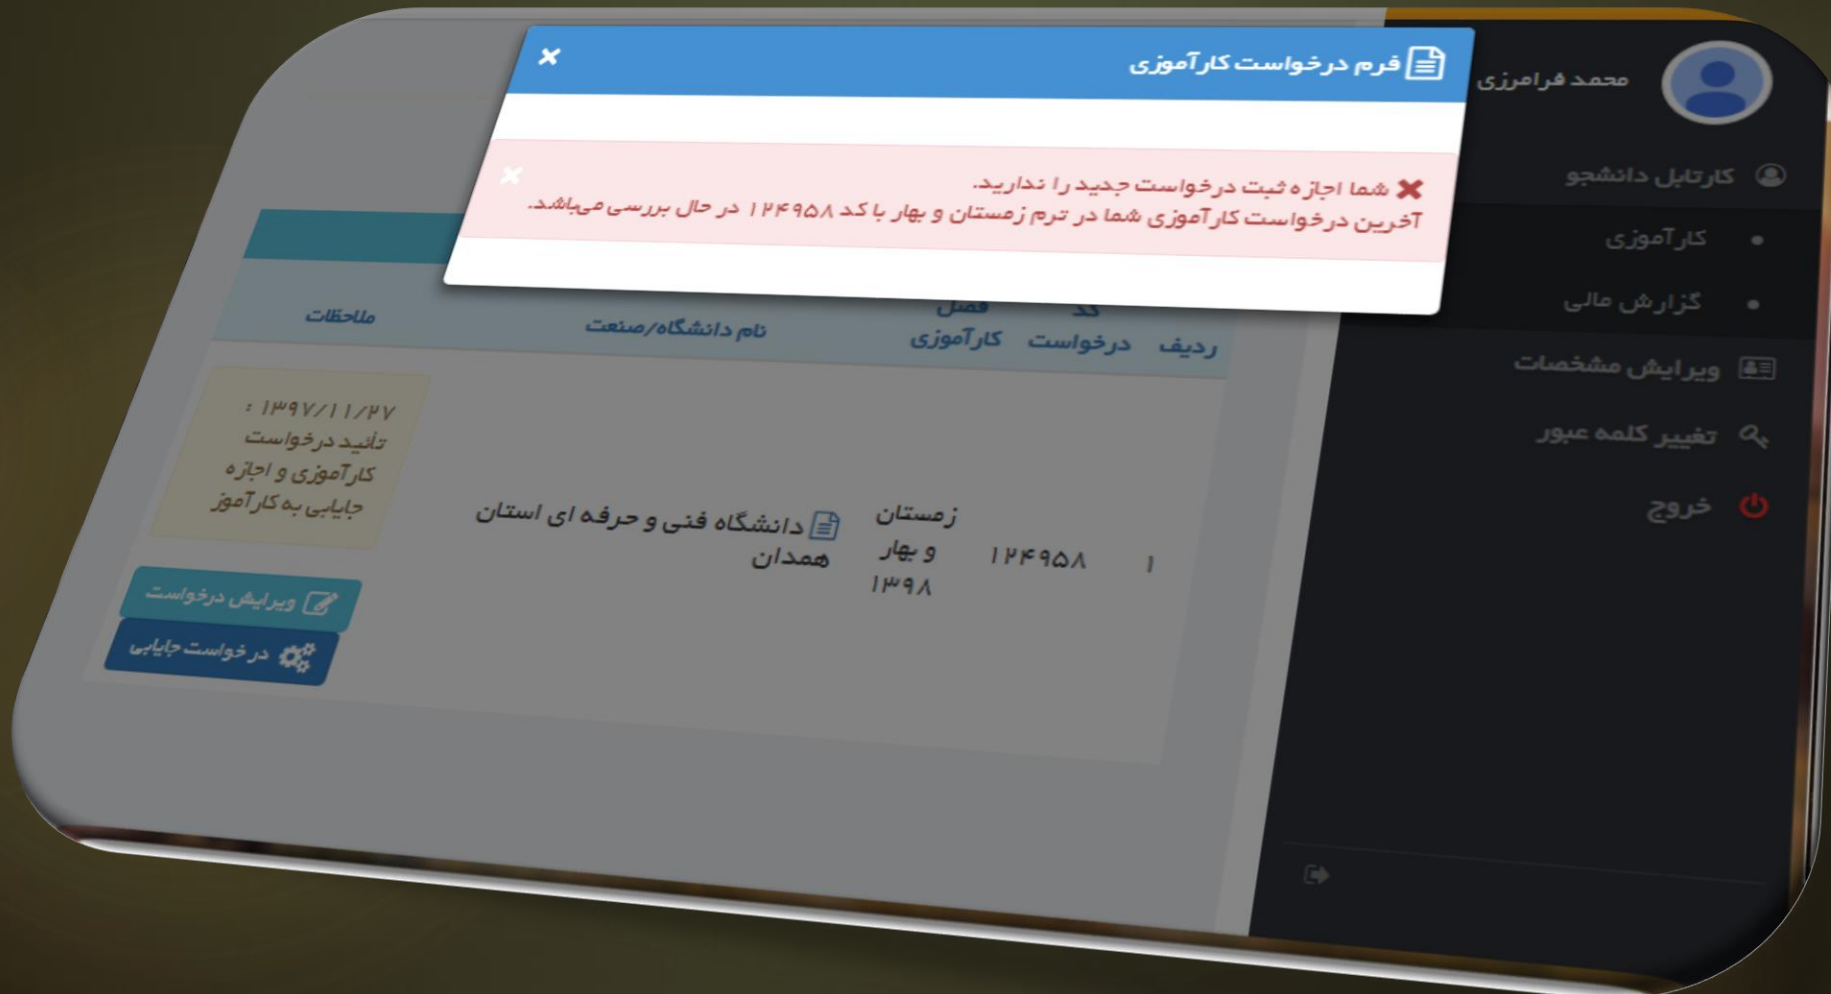 فرم درخواست کارآموزی
شما اجازه ثبت درخواست جدید را ندارید.
آخرین درخواست کارآموزی شما در ترم زمستان و بهار با کد ۱۲۴۹۵۸ در حال بررسی می‌باشد.
محمد فرامرزی
کارتابل دانشجو
کارآموزی
گزارش مالی
ویرایش مشخصات
تغییر کلمه عبور
خروج
ردیف
کد
درخواست
فصل
کارآموزی
نام دانشگاه/صنعت
ملاحظات
۱
۱۲۴۹۵۸
زمستان
و بهار
۱۳۹۸
دانشگاه فنی و حرفه ای استان
همدان
۱۳۹۷/۱۱/۲۷ :
تأئید درخواست
کارآموزی و اجازه
جایابی به کارآموز
ویرایش درخواست
درخواست جایابی